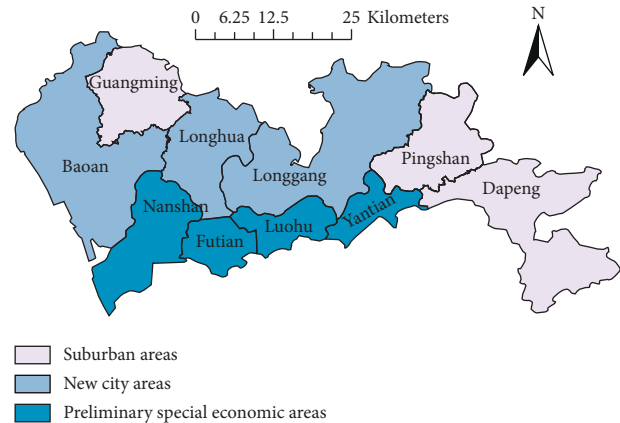 0 6.25 12.5 25 Kilometers
N
Guangming
Longhua
Baoan
Longgang
Pingshan
Dapeng
Nanshan
Yantian
Luohu
Futian
Suburban areas
New city areas
Preliminary special economic areas